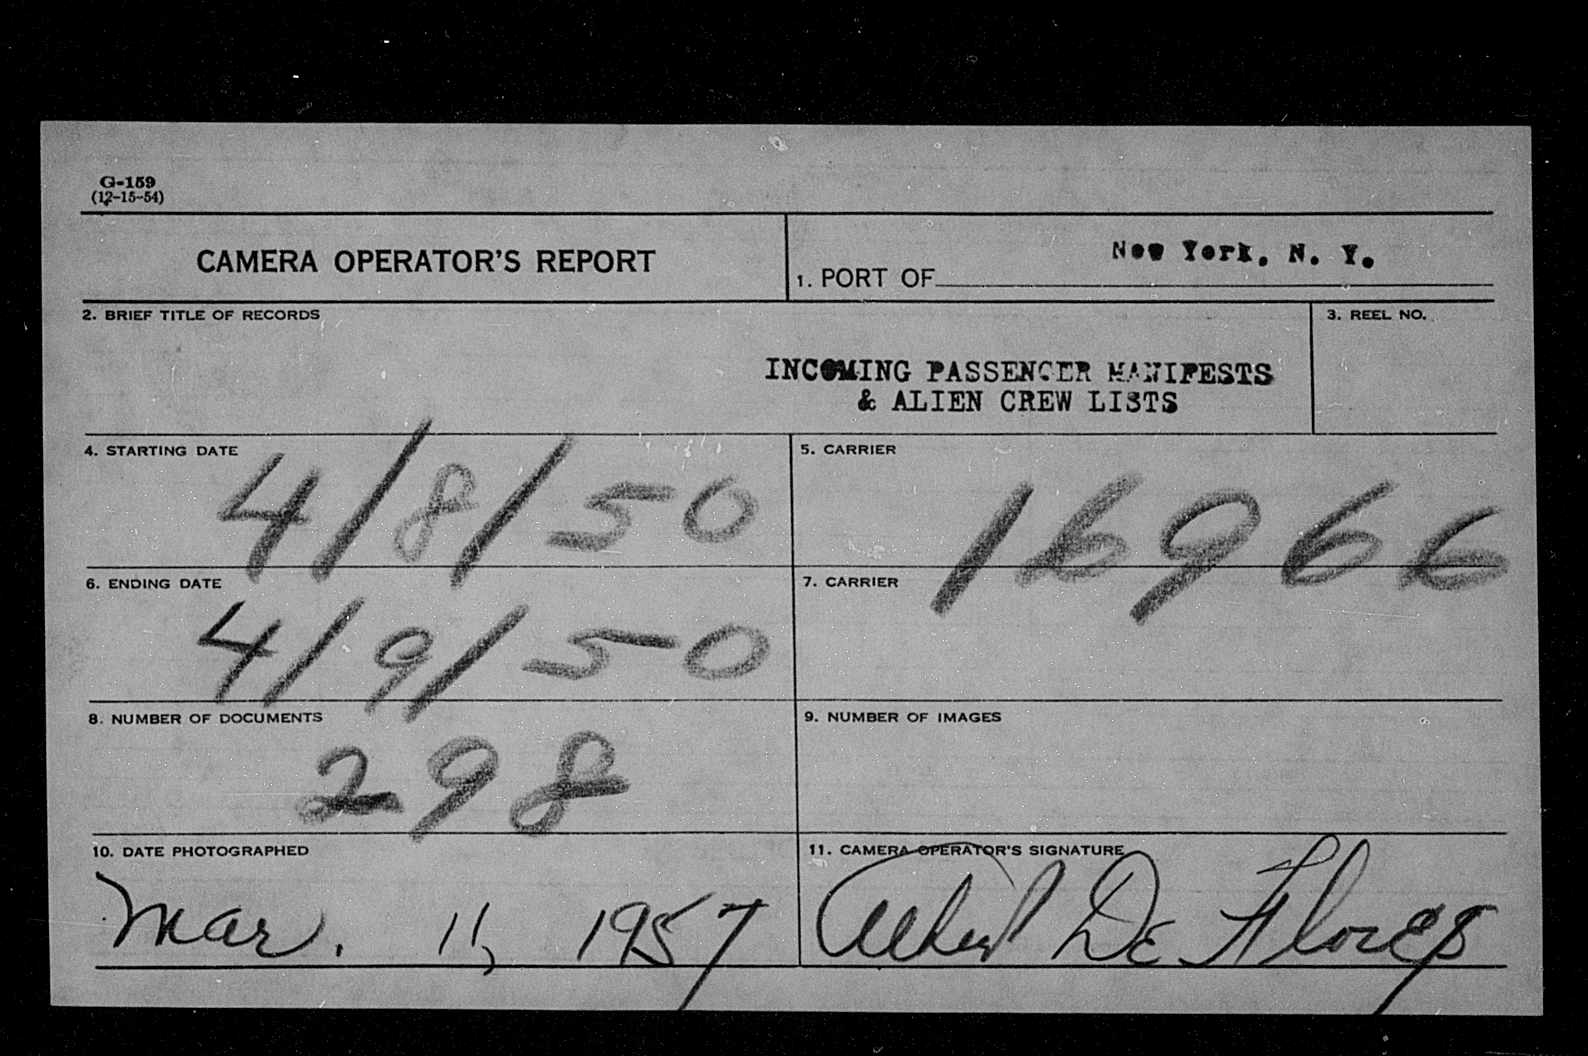 G-159
(12-15-54)
CAMERA OPERATOR'S REPORT
1. PORT OF New York, N. Y.
2. BRIEF TITLE OF RECORDS
3. REEL NO.
INCOMING PASSENGER MANIFESTS
& ALIEN CREW LISTS
4. STARTING DATE
4/8/50
5. CARRIER
16966
6. ENDING DATE
4/9/50
7. CARRIER
8. NUMBER OF DOCUMENTS
298
9. NUMBER OF IMAGES
10. DATE PHOTOGRAPHED
Mar. 11, 1957
11. CAMERA OPERATOR'S SIGNATURE
Albert De Flores